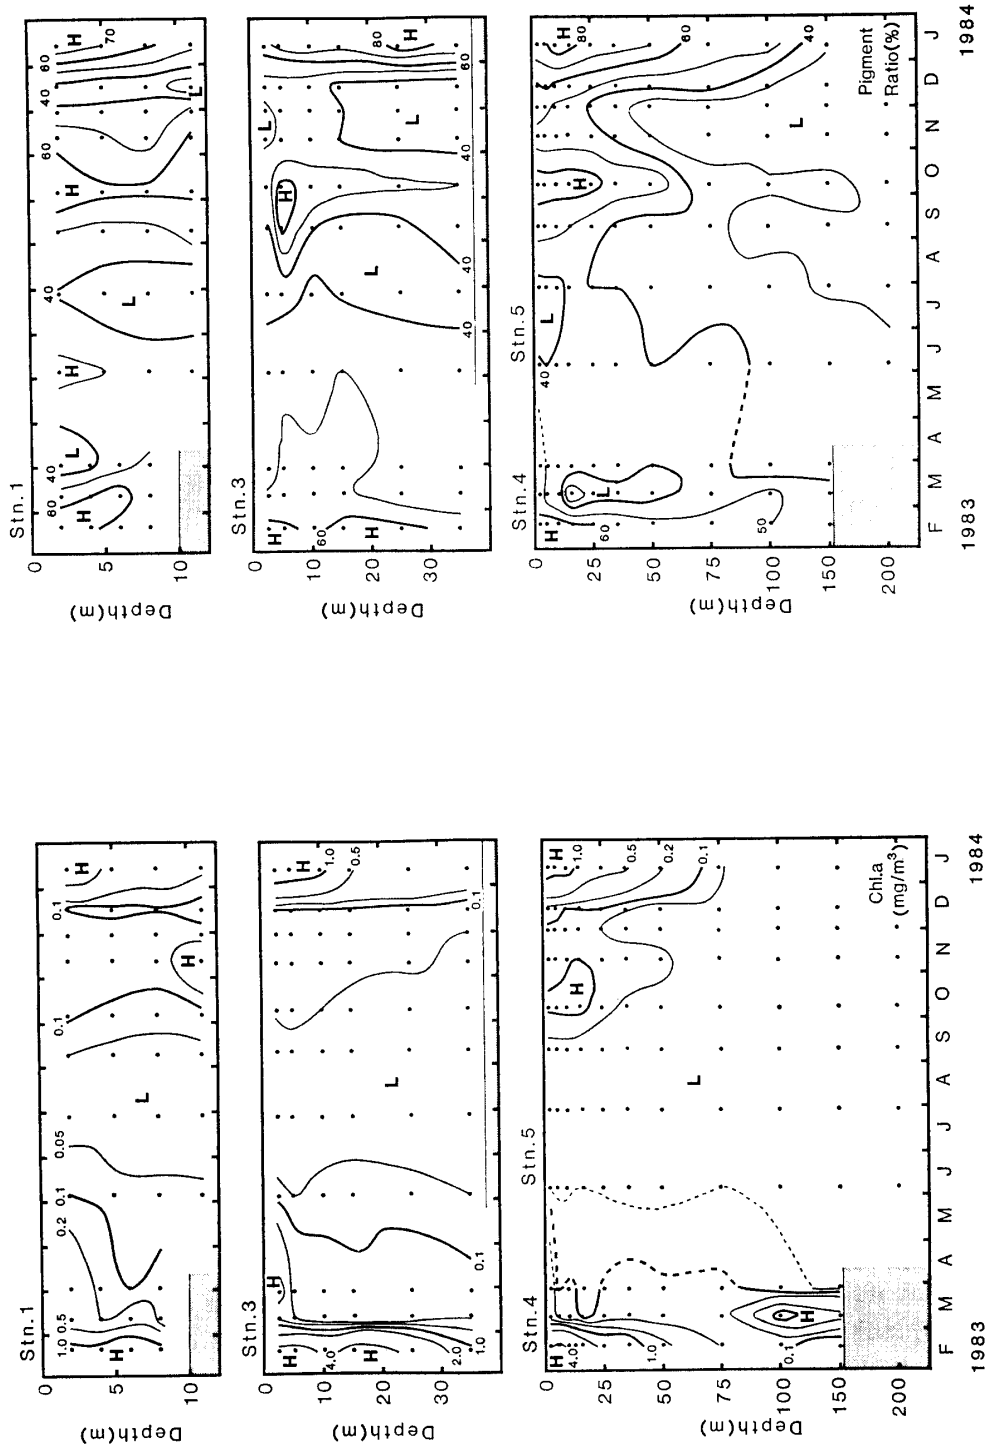 Stn.1
0
5
10
Depth(m)
1.0 0.5
0.2
0.1
0.05
0.1
0.1
H
L
H
H
Stn.3
0
10
20
30
Depth(m)
H
4.0
H
2.0
1.0
H
0.1
L
H
1.0
0.5
0.1
Stn.4
Stn.5
0
25
50
75
100
150
200
Depth(m)
H
4.0
1.0
0.1
H
L
H
H
1.0
0.5
0.2
0.1
Chl.a
(mg/m³)
F M A M J J A S O N D J
1983
1984
Stn.1
0
5
10
Depth(m)
60
40
H
L
H
40
L
60
H
40
60
H
70
L
Stn.3
0
10
20
30
Depth(m)
H
60
H
40
L
40
H
L
L
40
80
H
60
Stn.4
Stn.5
0
25
50
75
100
150
200
Depth(m)
H
60
L
50
40
L
H
L
H
80
60
40
Pigment
Ratio(%)
F M A M J J A S O N D J
1983
1984